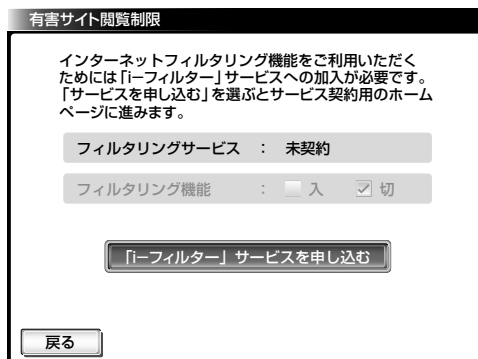 有害サイト閲覧制限
インターネットフィルタリング機能をご利用いただく
ためには「i−フィルター」サービスへの加入が必要です。
「サービスを申し込む」を選ぶとサービス契約用のホーム
ページに進みます。
フィルタリングサービス : 未契約
フィルタリング機能 : 入 切
「i−フィルター」サービスを申し込む
戻る